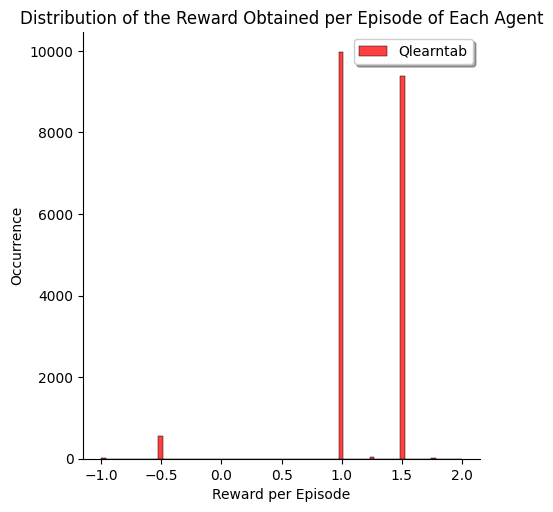 Distribution of the Reward Obtained per Episode of Each Agent
Qlearntab
10000
8000
6000
4000
2000
0
Occurrence
−1.0 −0.5 0.0 0.5 1.0 1.5 2.0
Reward per Episode